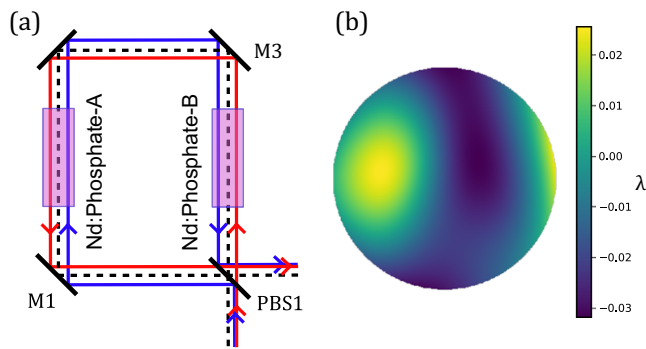 (a)
M3
Nd:Phosphate-A
Nd:Phosphate-B
M1
PBS1
(b)
0.02
0.01
0.00
−0.01
−0.02
−0.03
λ